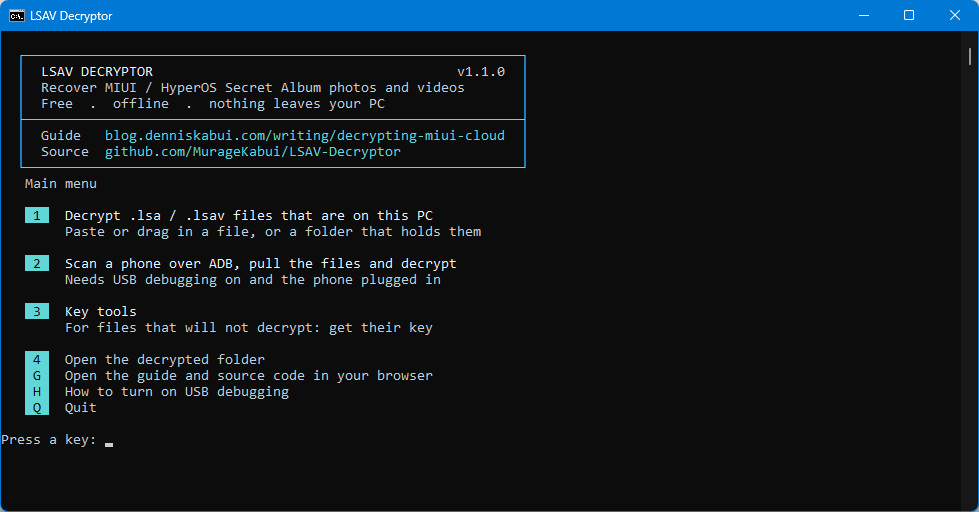 LSAV Decryptor
LSAV DECRYPTOR v1.1.0
Recover MIUI / HyperOS Secret Album photos and videos
Free . offline . nothing leaves your PC
Guide blog.denniskabui.com/writing/decrypting-miui-cloud
Source github.com/MurageKabui/LSAV-Decryptor
Main menu
1 Decrypt .lsa / .lsav files that are on this PC
Paste or drag in a file, or a folder that holds them
2 Scan a phone over ADB, pull the files and decrypt
Needs USB debugging on and the phone plugged in
3 Key tools
For files that will not decrypt: get their key
4 Open the decrypted folder
G Open the guide and source code in your browser
H How to turn on USB debugging
Q Quit
Press a key: _